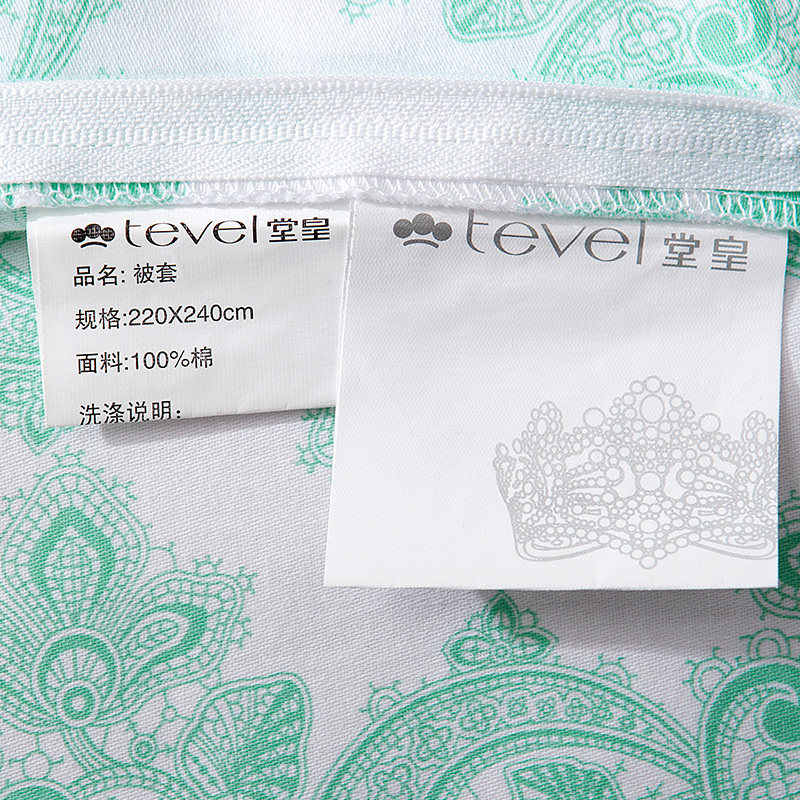 tevel堂皇
品名: 被套
规格:220X240cm
面料:100%棉
洗涤说明:
tevel堂皇